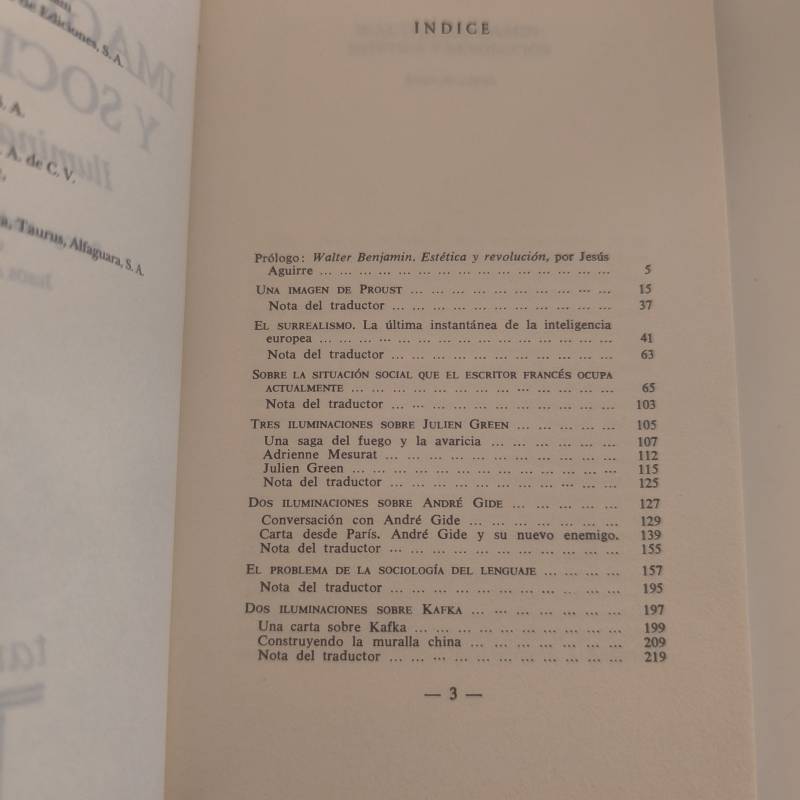 de Ediciones, S. A.
S. A.
A. de C. V.
Taurus, Alfaguara, S. A.
INDICE
Prólogo: Walter Benjamin. Estética y revolución, por Jesús
Aguirre ... ... ... ... ... ... ... ... ... ... ... ... ... ... 5
UNA IMAGEN DE PROUST ... ... ... ... ... ... ... ... ... ... 15
Nota del traductor ... ... ... ... ... ... ... ... ... ... ... 37
EL SURREALISMO. La última instantánea de la inteligencia
europea ... ... ... ... ... ... ... ... ... ... ... ... ... ... 41
Nota del traductor ... ... ... ... ... ... ... ... ... ... ... 63
SOBRE LA SITUACIÓN SOCIAL QUE EL ESCRITOR FRANCÉS OCUPA
ACTUALMENTE ... ... ... ... ... ... ... ... ... ... ... ... ... 65
Nota del traductor ... ... ... ... ... ... ... ... ... ... ... 103
TRES ILUMINACIONES SOBRE JULIEN GREEN ... ... ... ... ... 105
Una saga del fuego y la avaricia ... ... ... ... ... ... 107
Adrienne Mesurat ... ... ... ... ... ... ... ... ... ... ... 112
Julien Green ... ... ... ... ... ... ... ... ... ... ... ... ... 115
Nota del traductor ... ... ... ... ... ... ... ... ... ... ... 125
DOS ILUMINACIONES SOBRE ANDRÉ GIDE ... ... ... ... ... 127
Conversación con André Gide ... ... ... ... ... ... ... 129
Carta desde París. André Gide y su nuevo enemigo. 139
Nota del traductor ... ... ... ... ... ... ... ... ... ... ... 155
EL PROBLEMA DE LA SOCIOLOGÍA DEL LENGUAJE ... ... ... ... 157
Nota del traductor ... ... ... ... ... ... ... ... ... ... ... 195
DOS ILUMINACIONES SOBRE KAFKA ... ... ... ... ... ... ... 197
Una carta sobre Kafka ... ... ... ... ... ... ... ... ... ... 199
Construyendo la muralla china ... ... ... ... ... ... ... 209
Nota del traductor ... ... ... ... ... ... ... ... ... ... ... 219
— 3 —